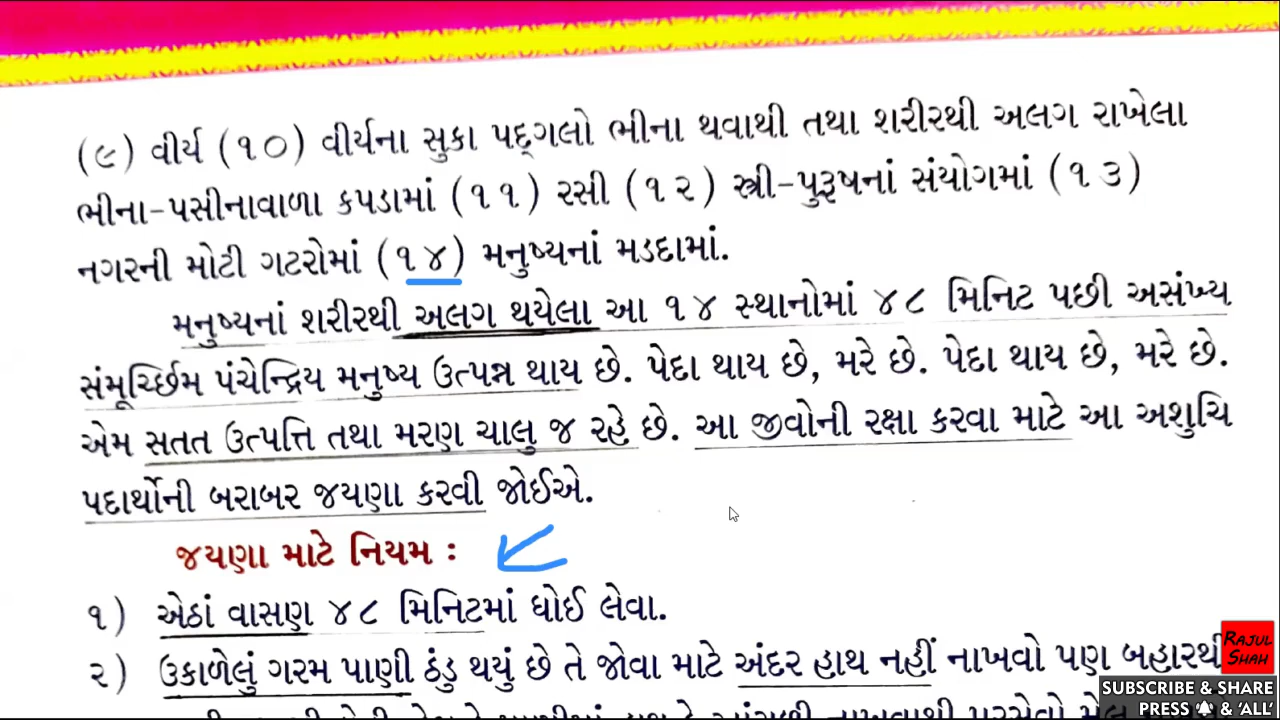 (૯) વીર્ય (૧૦) વીર્યના સુકા પદ્ગલો ભીના થવાથી તથા શરીરથી અલગ રાખેલા
ભીના-પસીનાવાળા કપડામાં (૧૧) રસી (૧૨) સ્ત્રી-પુરૂષનાં સંયોગમાં (૧૩)
નગરની મોટી ગટરોમાં (૧૪) મનુષ્યનાં મડદામાં.
મનુષ્યનાં શરીરથી અલગ થયેલા આ ૧૪ સ્થાનોમાં ૪૮ મિનિટ પછી અસંખ્ય
સંમૂર્ચ્છિમ પંચેન્દ્રિય મનુષ્ય ઉત્પન્ન થાય છે. પેદા થાય છે, મરે છે. પેદા થાય છે, મરે છે.
એમ સતત ઉત્પત્તિ તથા મરણ ચાલુ જ રહે છે. આ જીવોની રક્ષા કરવા માટે આ અશુચિ
પદાર્થોની બરાબર જયણા કરવી જોઈએ.
જયણા માટે નિયમ :
૧) એઠાં વાસણ ૪૮ મિનિટમાં ધોઈ લેવા.
૨) ઉકાળેલું ગરમ પાણી ઠંડુ થયું છે તે જોવા માટે અંદર હાથ નહીં નાખવો પણ બહારથી
RAJUL
SHAH
SUBSCRIBE & SHARE
PRESS & 'ALL'